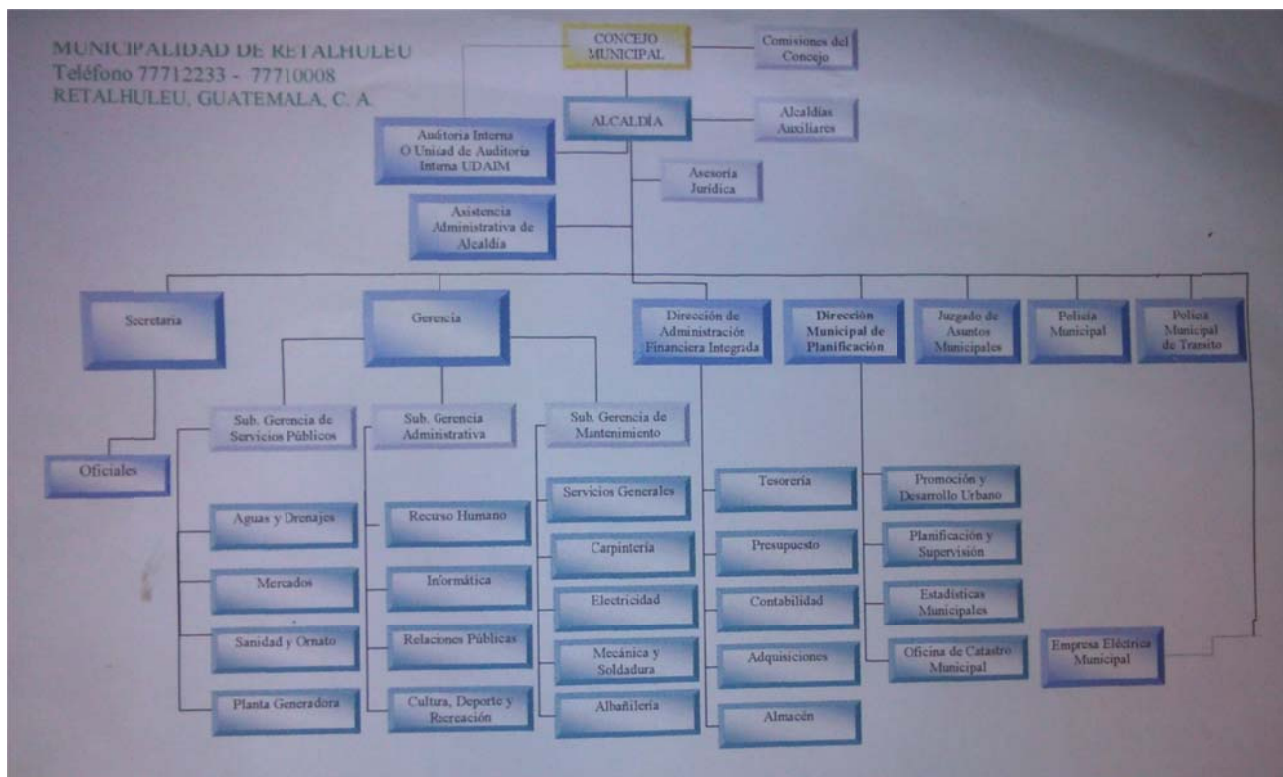 MUNICIPALIDAD DE RETALHULEU
Teléfono 77712233 - 77710008
RETALHULEU, GUATEMALA, C. A.
CONCEJO
MUNICIPAL
Comisiones del
Concejo
ALCALDÍA
Alcaldías
Auxiliares
Auditoria Interna
O Unidad de Auditoria
Interna UDAIM
Asesoría
Jurídica
Asistencia
Administrativa de
Alcaldía
Secretaria
Gerencia
Dirección de
Administración
Financiera Integrida
Dirección
Municipal de
Planificación
Juzgado de
Asuntos
Municipales
Policía
Municipal
Policía
Municipal
de Transito
Sub. Gerencia de
Servicios Públicos
Sub. Gerencia
Administrativa
Sub. Gerencia de
Mantenimiento
Oficiales
Aguas y Drenajes
Mercados
Sanidad y Ornato
Planta Generadora
Recuso Humano
Informática
Relaciones Públicas
Cultura, Deporte y
Recreación
Servicios Generales
Carpintería
Electricidad
Mecánica y
Soldadura
Albañilería
Tesorería
Presupuesto
Contabilidad
Adquisiciones
Almacén
Promoción y
Desarrollo Urbano
Planificación y
Supervisión
Estadísticas
Municipales
Oficina de Catastro
Municipal
Empresa Eléctrica
Municipal